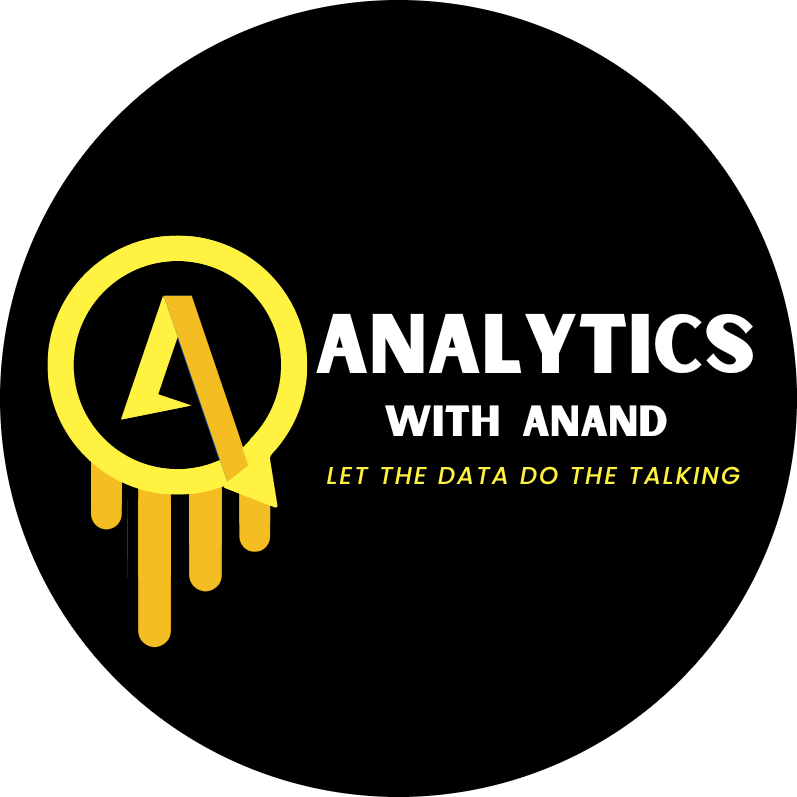 A
ANALYTICS
WITH ANAND
LET THE DATA DO THE TALKING